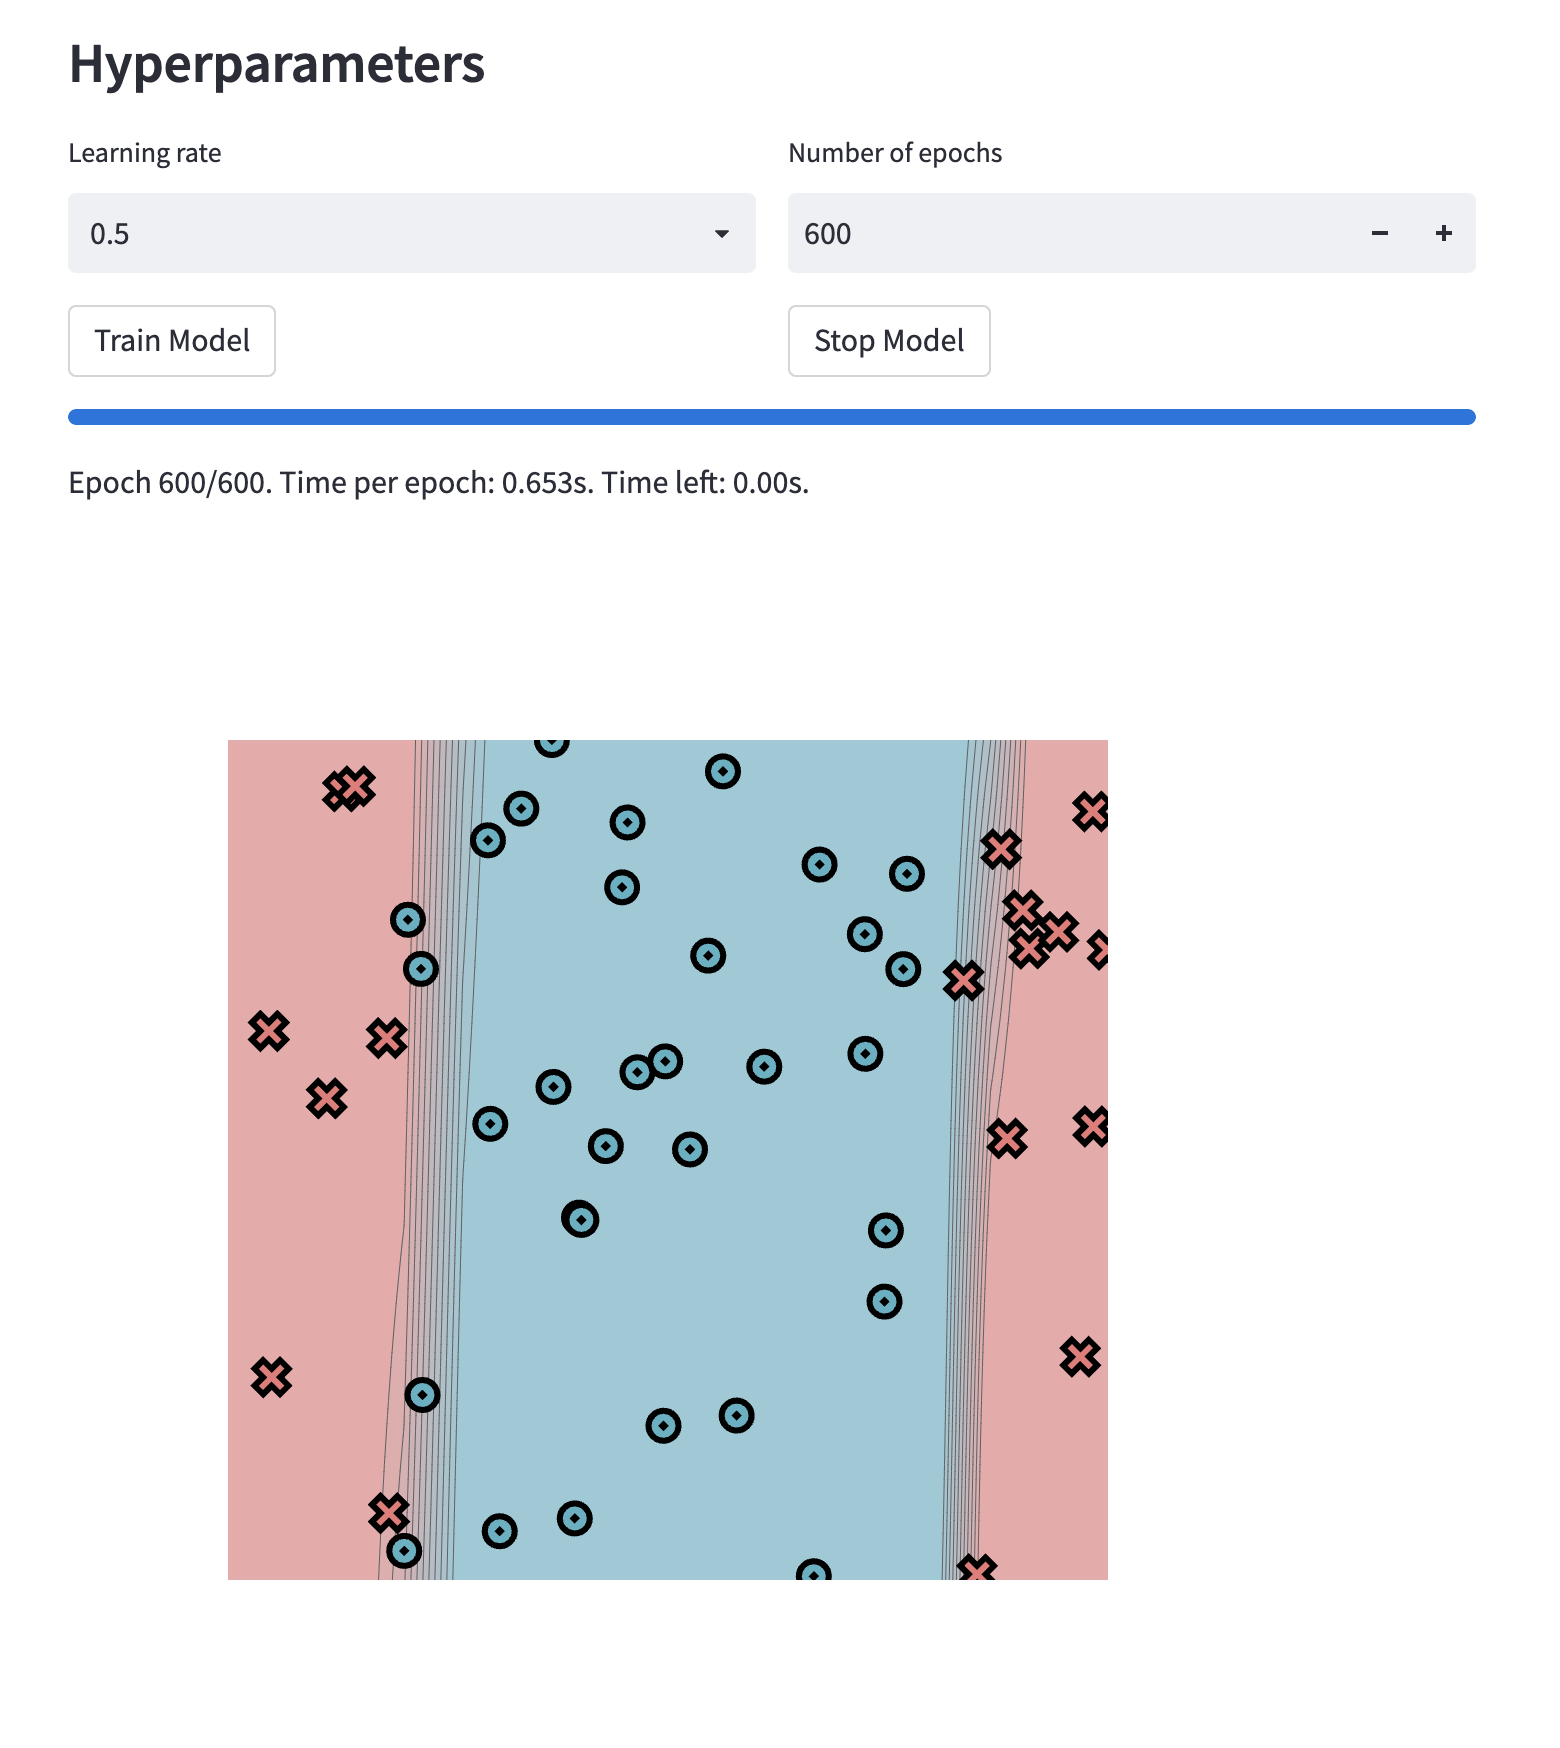 Hyperparameters
Learning rate
Number of epochs
0.5
600
Train Model
Stop Model
Epoch 600/600. Time per epoch: 0.653s. Time left: 0.00s.